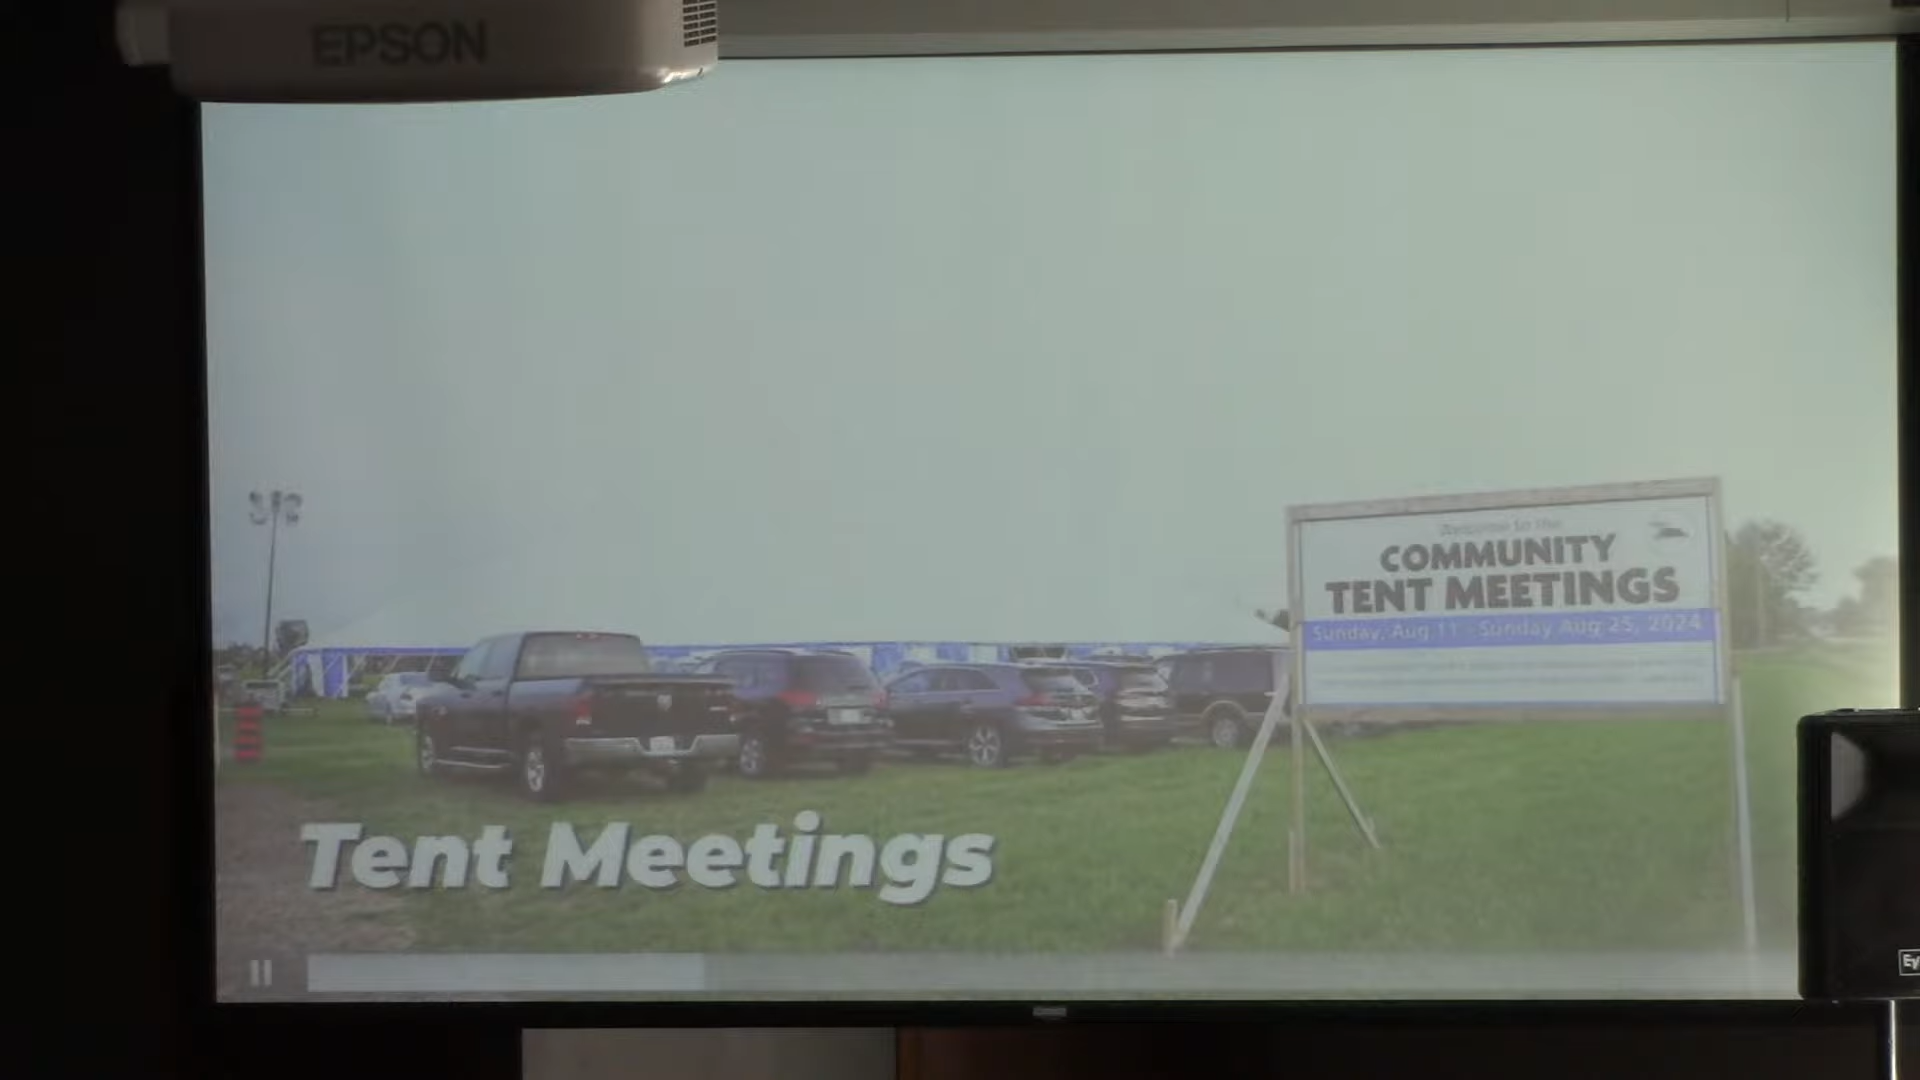 EPSON
Welcome to the
COMMUNITY
TENT MEETINGS
Sunday, Aug 11 - Sunday Aug 25, 2024
Tent Meetings